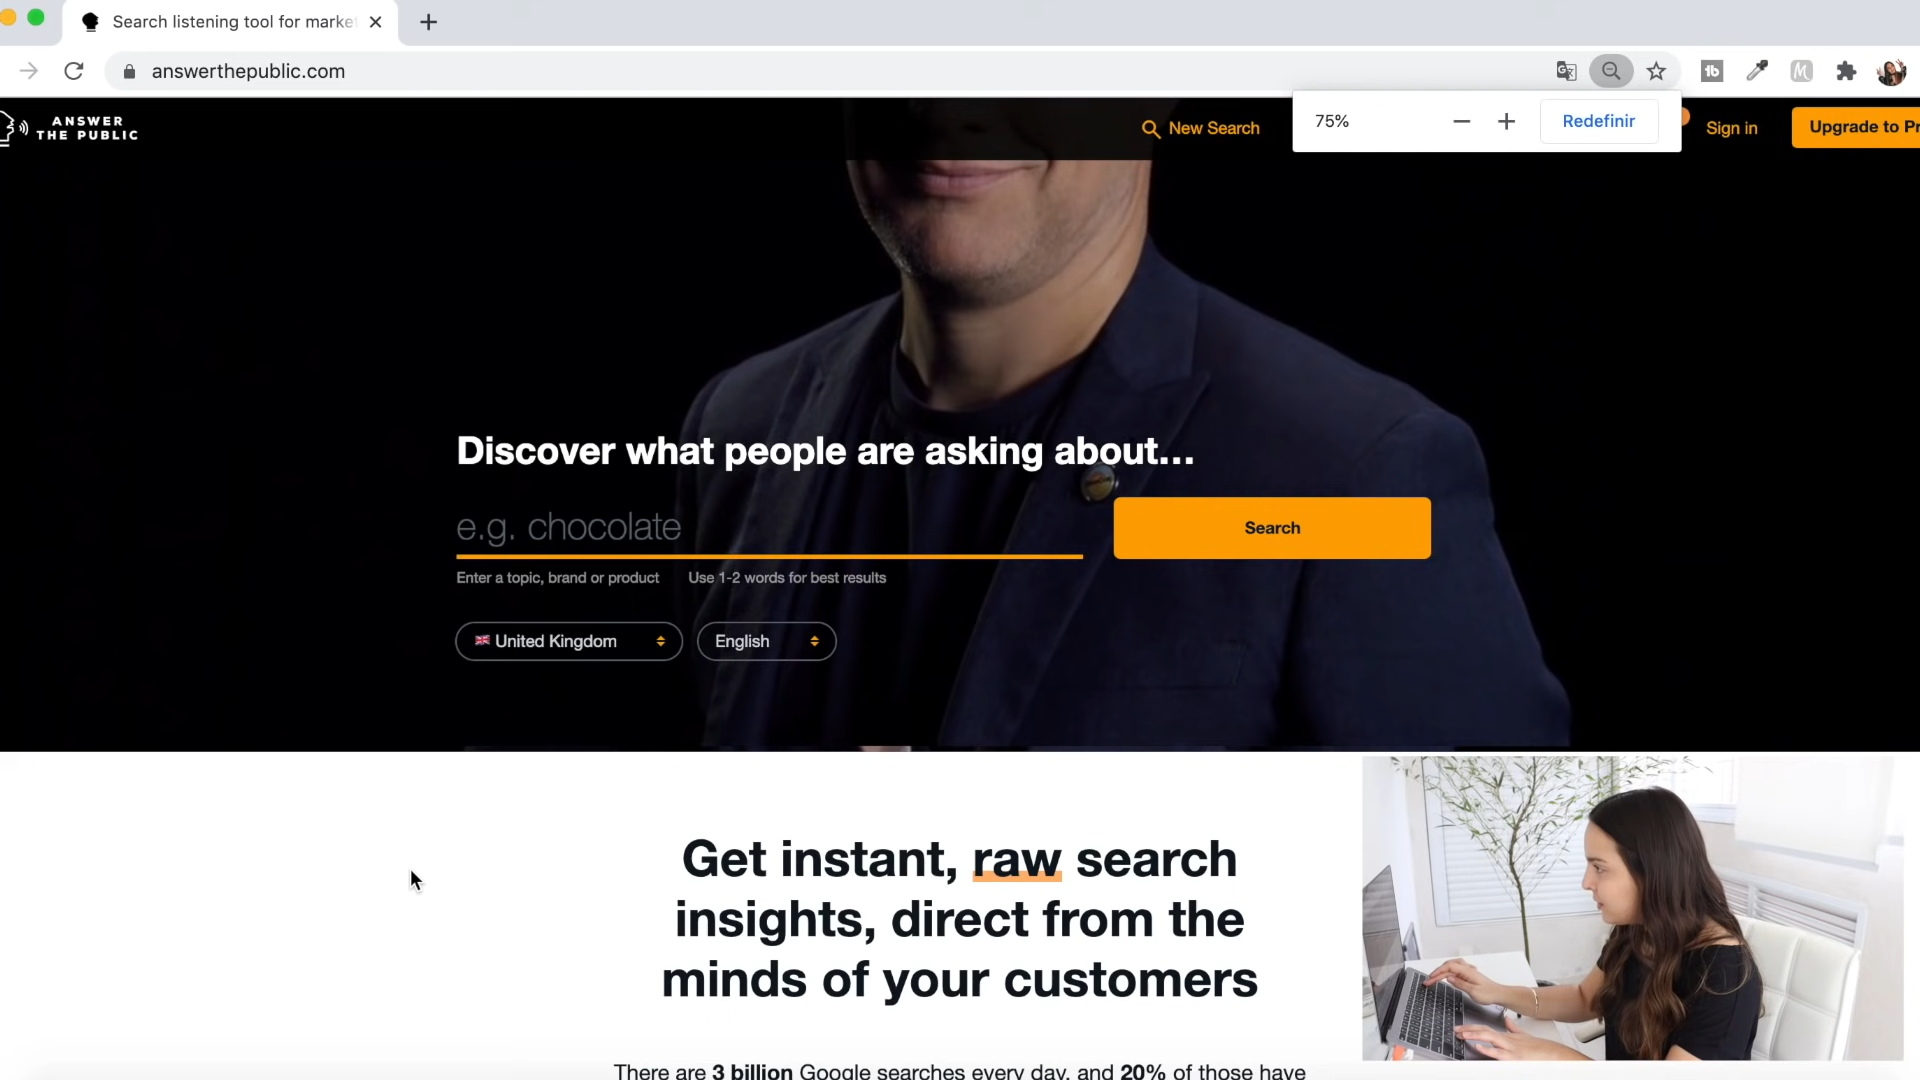 Search listening tool for marke
answerthepublic.com
75%
Redefinir
ANSWER
THE PUBLIC
New Search
Sign in
Upgrade to Pr
Discover what people are asking about...
e.g. chocolate
Search
Enter a topic, brand or product
Use 1-2 words for best results
United Kingdom
English
Get instant, raw search
insights, direct from the
minds of your customers
There are 3 billion Google searches every day, and 20% of those have